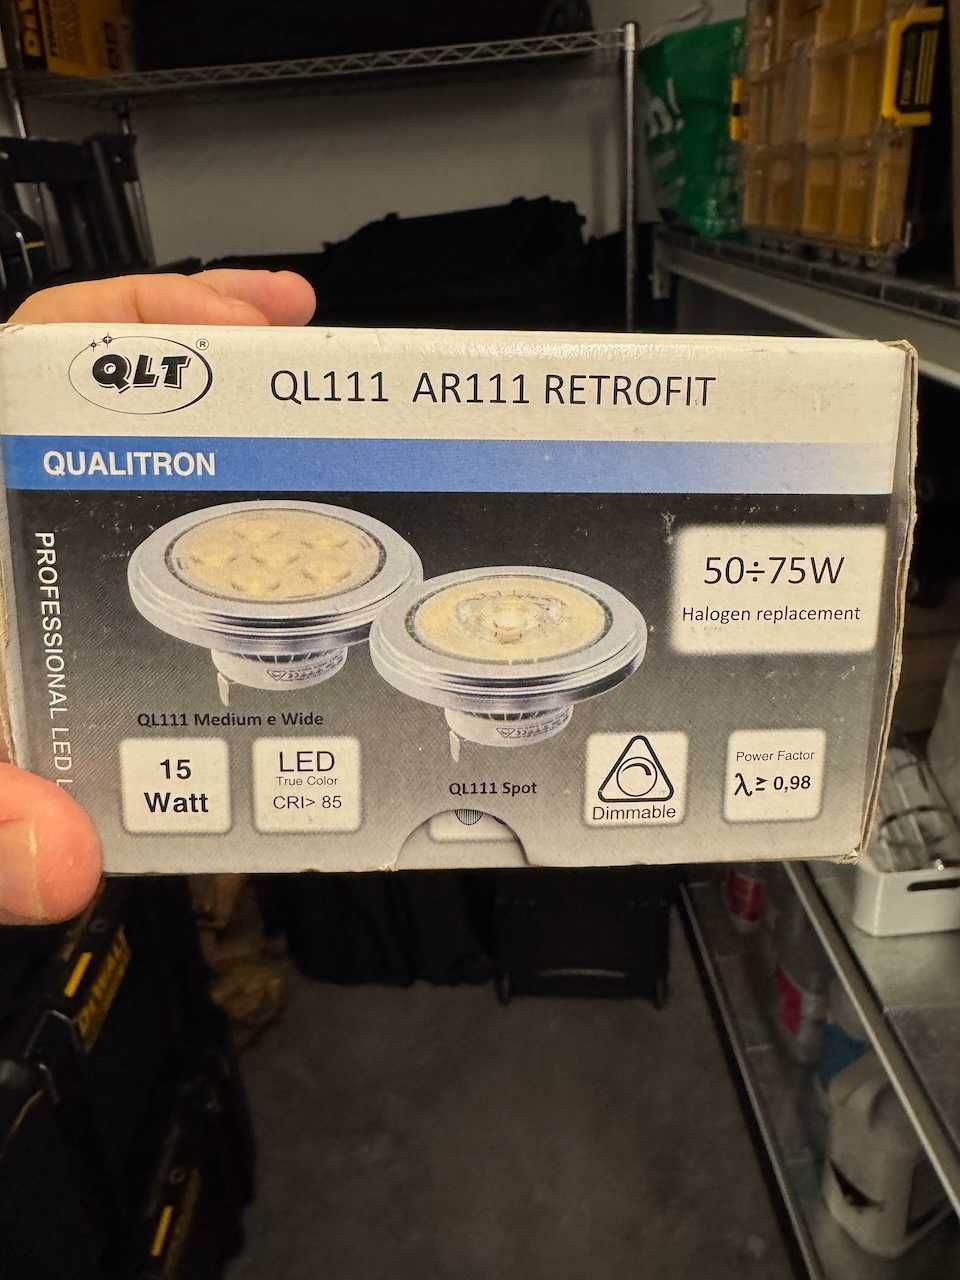 QLT ®
QL111 AR111 RETROFIT
QUALITRON
PROFESSIONAL LED
50÷75W
Halogen replacement
QL111 Medium e Wide
15
Watt
LED
True Color
CRI> 85
QL111 Spot
Dimmable
Power Factor
λ≥ 0,98
DEWALT